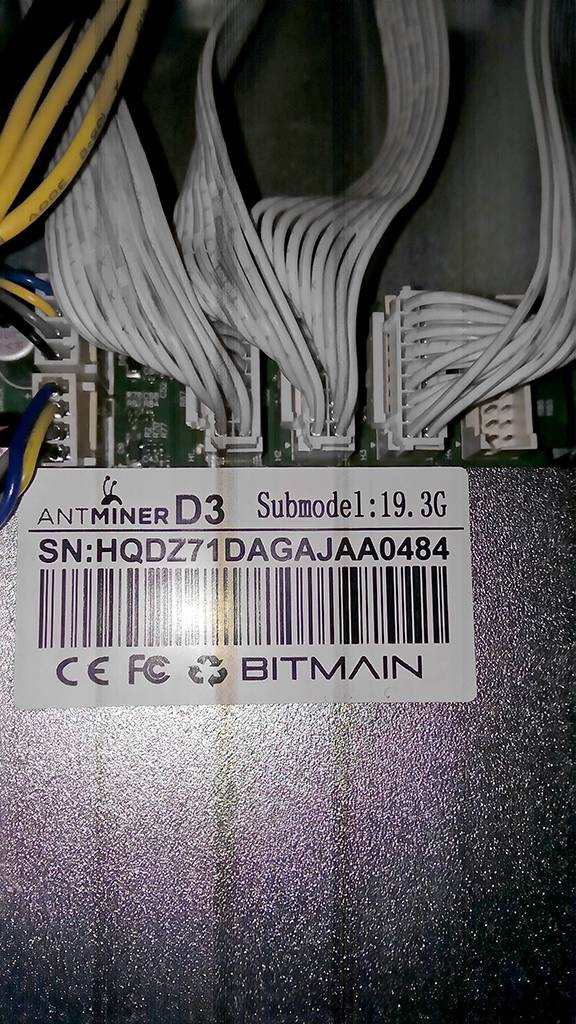 ANTMINER D3 Submodel:19.3G
SN:HQDZ71DAGAJAA0484
CE FC BITMAIN